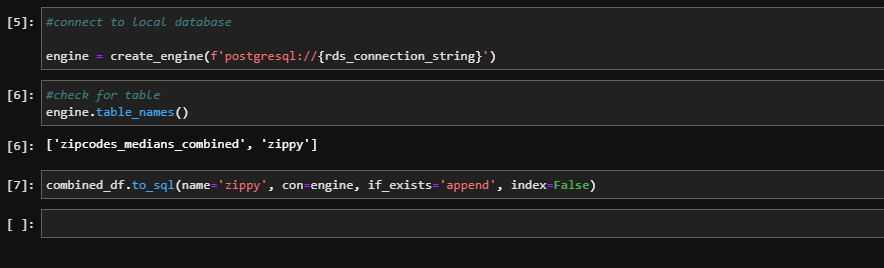 [5]: #connect to local database
engine = create_engine(f'postgresql://{rds_connection_string}')
[6]: #check for table
engine.table_names()
[6]: ['zipcodes_medians_combined', 'zippy']
[7]: combined_df.to_sql(name='zippy', con=engine, if_exists='append', index=False)
[ ]: